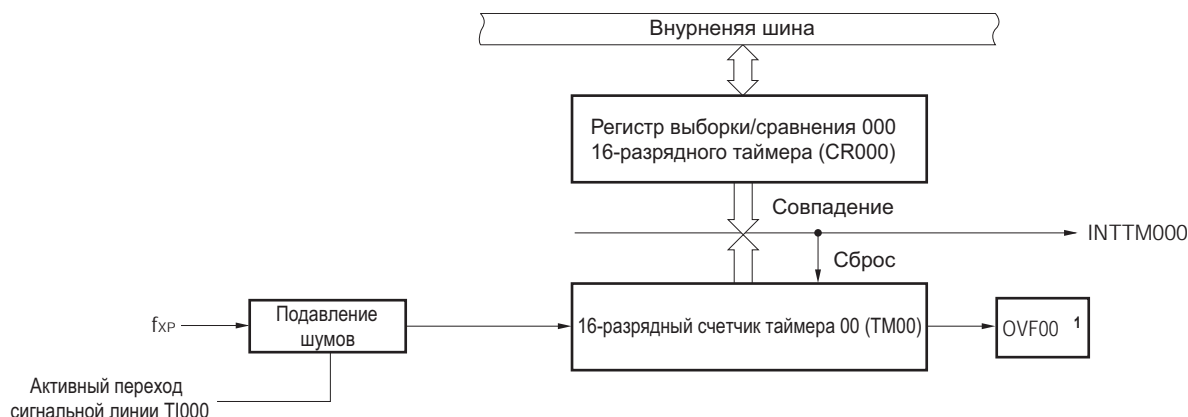 Внурненяя шина
Регистр выборки/сравнения 000
16-разрядного таймера (CR000)
Совпадение
INTTM000
Сброс
fXP
Подавление
шумов
16-разрядный счетчик таймера 00 (TM00)
OVF00 1
Активный переход
сигнальной линии TI000